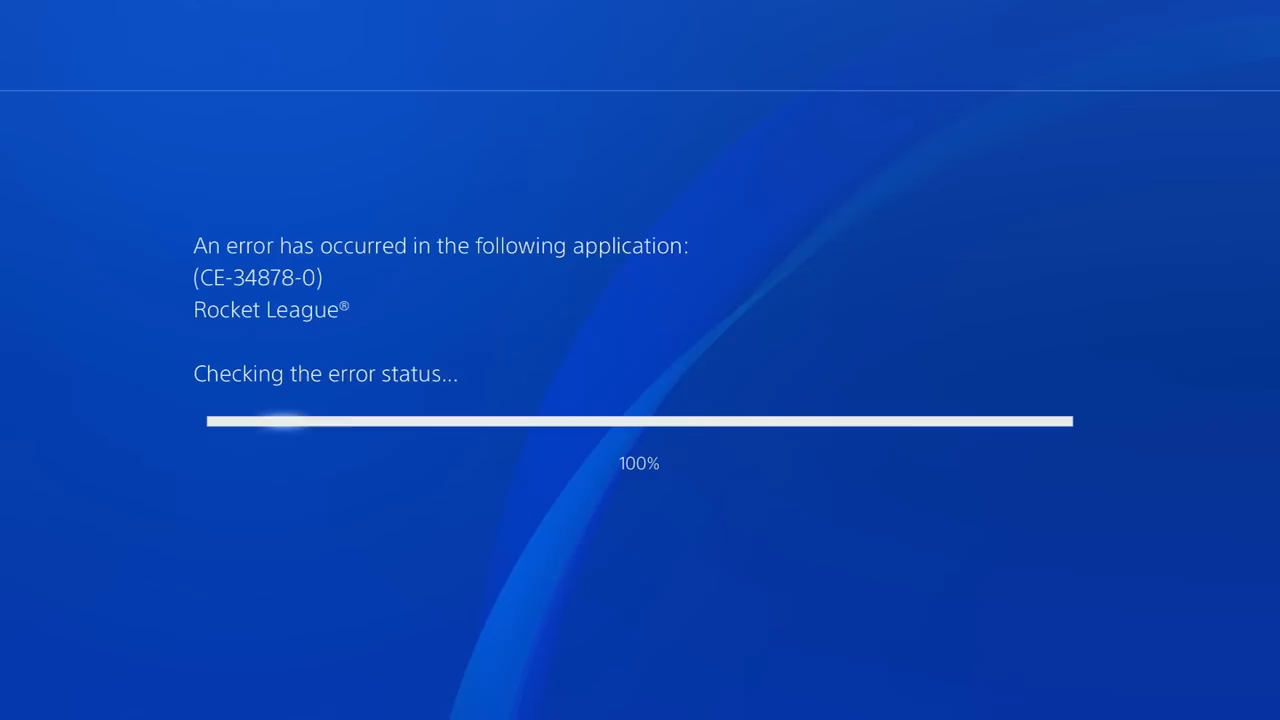 An error has occurred in the following application:
(CE-34878-0)
Rocket League®
Checking the error status...
100%